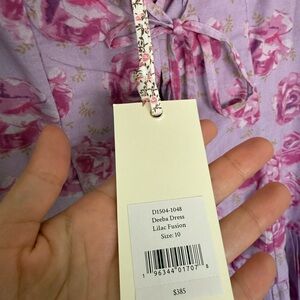 D1504-1048
Deeba Dress
Lilac Fusion
Size: 10
1 96344 01707 8
$385